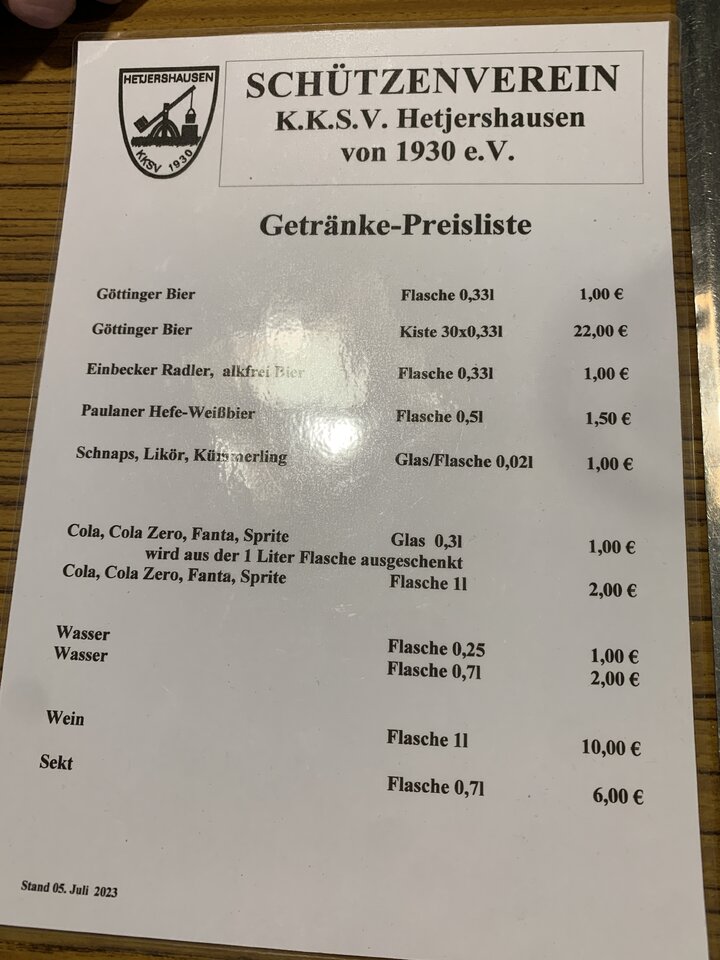 HETJERSHAUSEN
KKSV 1930
SCHÜTZENVEREIN
K.K.S.V. Hetjershausen
von 1930 e.V.
Getränke-Preisliste
Göttinger Bier Flasche 0,33l 1,00 €
Göttinger Bier Kiste 30x0,33l 22,00 €
Einbecker Radler, alkfrei Bier Flasche 0,33l 1,00 €
Paulaner Hefe-Weißbier Flasche 0,5l 1,50 €
Schnaps, Likör, Kümmerling Glas/Flasche 0,02l 1,00 €
Cola, Cola Zero, Fanta, Sprite Glas 0,3l 1,00 €
wird aus der 1 Liter Flasche ausgeschenkt
Cola, Cola Zero, Fanta, Sprite Flasche 1l 2,00 €
Wasser Flasche 0,25 1,00 €
Wasser Flasche 0,7l 2,00 €
Wein Flasche 1l 10,00 €
Sekt Flasche 0,7l 6,00 €
Stand 05. Juli 2023